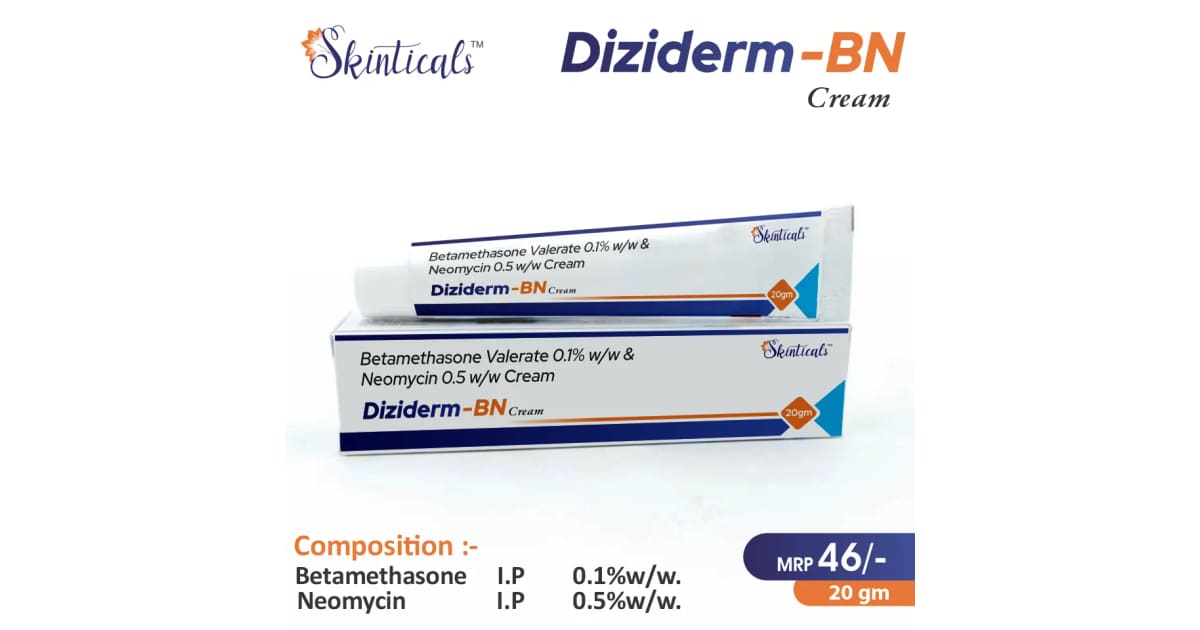 Skinticals™
Diziderm-BN
Cream
Betamethasone Valerate 0.1% w/w &
Neomycin 0.5 w/w Cream
Diziderm-BN Cream
Skinticals™
20gm
Betamethasone Valerate 0.1% w/w &
Neomycin 0.5 w/w Cream
Diziderm-BN Cream
Skinticals™
20gm
Composition :-
Betamethasone I.P 0.1%w/w.
Neomycin I.P 0.5%w/w.
MRP 46/-
20 gm